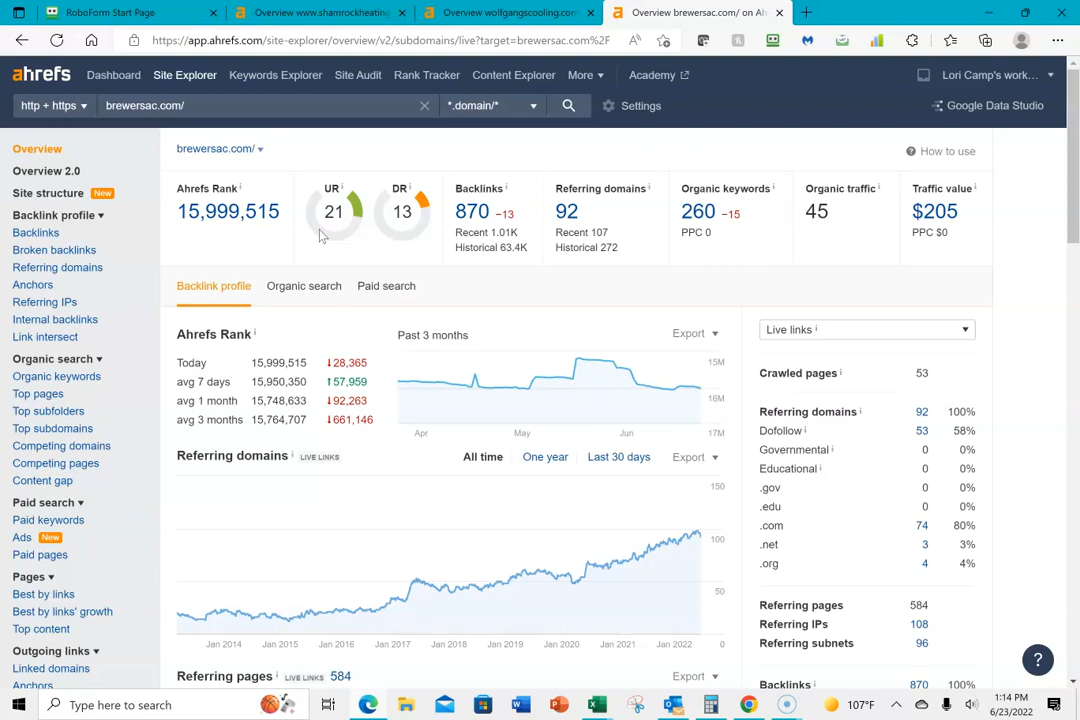 RoboForm Start Page
Overview www.shamrockheating
Overview wolfgangscooling.con
Overview brewersac.com/ on Ah
https://app.ahrefs.com/site-explorer/overview/v2/subdomains/live?target=brewersac.com%2F
ahrefs
Dashboard
Site Explorer
Keywords Explorer
Site Audit
Rank Tracker
Content Explorer
More
Academy
Lori Camp's work...
http + https
brewersac.com/
*.domain/*
Settings
Google Data Studio
Overview
Overview 2.0
Site structure New
Backlink profile
Backlinks
Broken backlinks
Referring domains
Anchors
Referring IPs
Internal backlinks
Link intersect
Organic search
Organic keywords
Top pages
Top subfolders
Top subdomains
Competing domains
Competing pages
Content gap
Paid search
Paid keywords
Ads New
Paid pages
Pages
Best by links
Best by links' growth
Top content
Outgoing links
Linked domains
Anchors
brewersac.com/
How to use
Ahrefs Rank
15,999,515
UR
21
DR
13
Backlinks
870 -13
Recent 1.01K
Historical 63.4K
Referring domains
92
Recent 107
Historical 272
Organic keywords
260 -15
PPC 0
Organic traffic
45
Traffic value
$205
PPC $0
Backlink profile
Organic search
Paid search
Ahrefs Rank
Past 3 months
Export
Today 15,999,515 ↓28,365
avg 7 days 15,950,350 ↑57,959
avg 1 month 15,748,633 ↓92,263
avg 3 months 15,764,707 ↓661,146
15M
16M
17M
Apr
May
Jun
Referring domains LIVE LINKS
All time
One year
Last 30 days
Export
150
100
50
0
Jan 2014
Jan 2015
Jan 2016
Jan 2017
Jan 2018
Jan 2019
Jan 2020
Jan 2021
Jan 2022
Referring pages LIVE LINKS 584
Export
Live links
Crawled pages 53
Referring domains 92 100%
Dofollow 53 58%
Governmental 0 0%
Educational 0 0%
.gov 0 0%
.edu 0 0%
.com 74 80%
.net 3 3%
.org 4 4%
Referring pages 584
Referring IPs 108
Referring subnets 96
Backlinks 870 100%
?
Type here to search
107°F
1:14 PM
6/23/2022